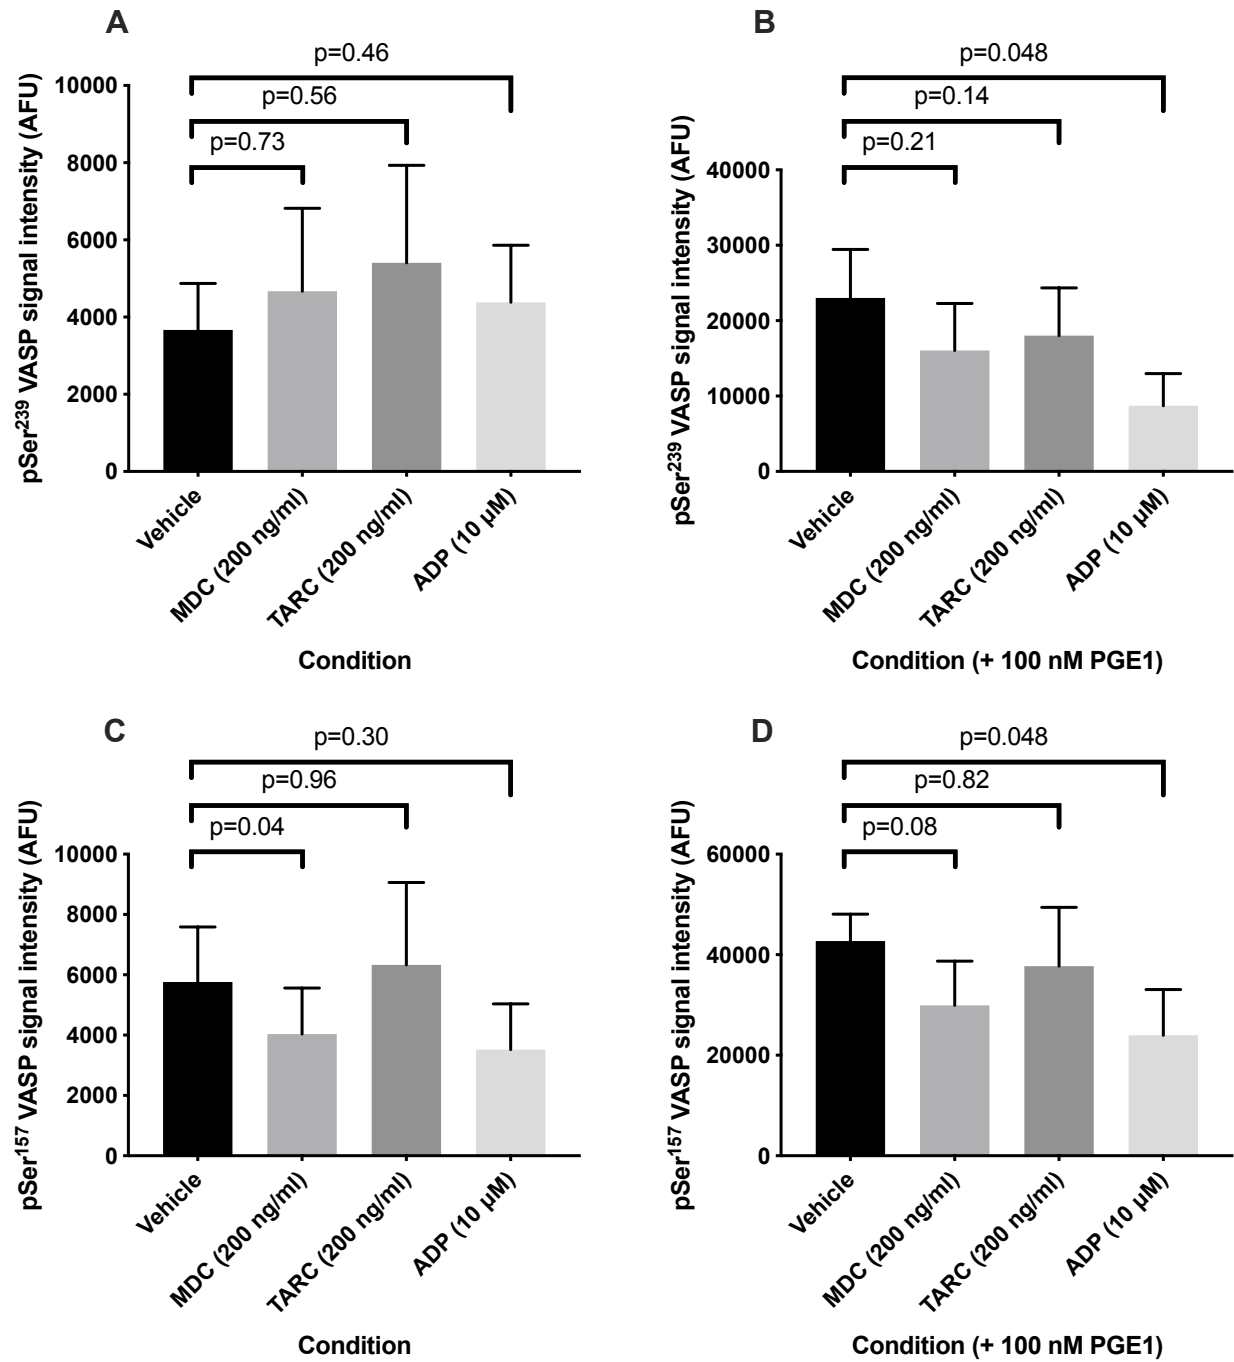 A
p=0.46
p=0.56
p=0.73
pSer239 VASP signal intensity (AFU)
10000
8000
6000
4000
2000
0
Vehicle
MDC (200 ng/ml)
TARC (200 ng/ml)
ADP (10 µM)
Condition
B
p=0.048
p=0.14
p=0.21
pSer239 VASP signal intensity (AFU)
40000
30000
20000
10000
0
Vehicle
MDC (200 ng/ml)
TARC (200 ng/ml)
ADP (10 µM)
Condition (+ 100 nM PGE1)
C
p=0.30
p=0.96
p=0.04
pSer157 VASP signal intensity (AFU)
10000
8000
6000
4000
2000
0
Vehicle
MDC (200 ng/ml)
TARC (200 ng/ml)
ADP (10 µM)
Condition
D
p=0.048
p=0.82
p=0.08
pSer157 VASP signal intensity (AFU)
60000
40000
20000
0
Vehicle
MDC (200 ng/ml)
TARC (200 ng/ml)
ADP (10 µM)
Condition (+ 100 nM PGE1)